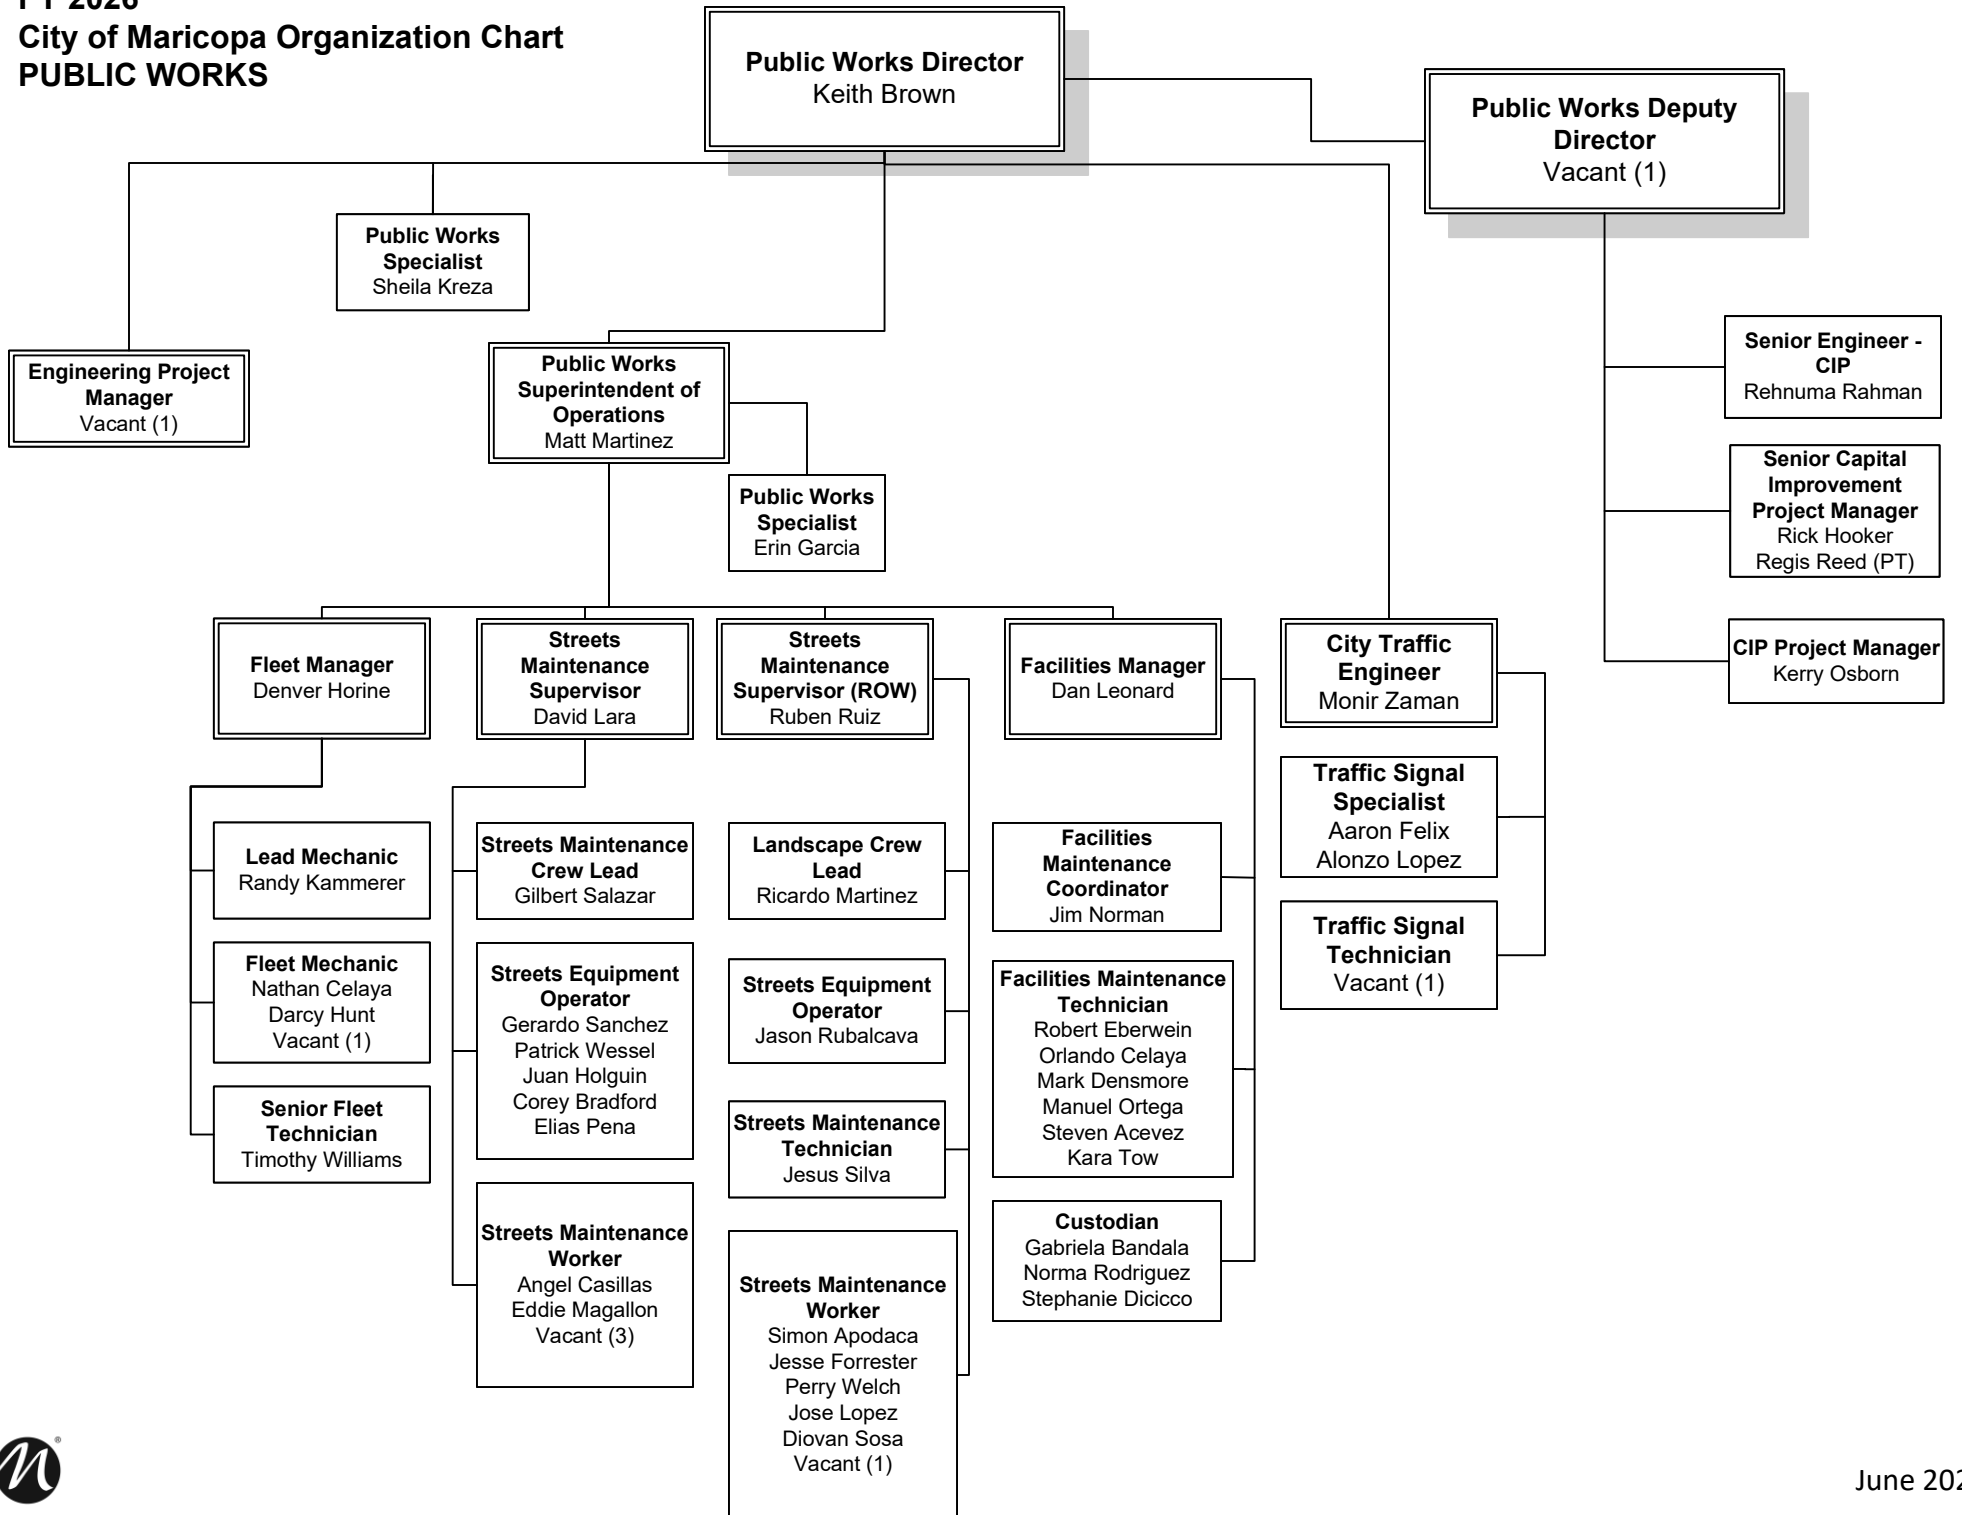 FY 2026
City of Maricopa Organization Chart
PUBLIC WORKS
Public Works Director
Keith Brown
Public Works Deputy
Director
Vacant (1)
Public Works
Specialist
Sheila Kreza
Engineering Project
Manager
Vacant (1)
Public Works
Superintendent of
Operations
Matt Martinez
Public Works
Specialist
Erin Garcia
Senior Engineer -
CIP
Rehnuma Rahman
Senior Capital
Improvement
Project Manager
Rick Hooker
Regis Reed (PT)
CIP Project Manager
Kerry Osborn
Fleet Manager
Denver Horine
Streets
Maintenance
Supervisor
David Lara
Streets
Maintenance
Supervisor (ROW)
Ruben Ruiz
Facilities Manager
Dan Leonard
City Traffic
Engineer
Monir Zaman
Lead Mechanic
Randy Kammerer
Fleet Mechanic
Nathan Celaya
Darcy Hunt
Vacant (1)
Senior Fleet
Technician
Timothy Williams
Streets Maintenance
Crew Lead
Gilbert Salazar
Streets Equipment
Operator
Gerardo Sanchez
Patrick Wessel
Juan Holguin
Corey Bradford
Elias Pena
Streets Maintenance
Worker
Angel Casillas
Eddie Magallon
Vacant (3)
Landscape Crew
Lead
Ricardo Martinez
Streets Equipment
Operator
Jason Rubalcava
Streets Maintenance
Technician
Jesus Silva
Streets Maintenance
Worker
Simon Apodaca
Jesse Forrester
Perry Welch
Jose Lopez
Diovan Sosa
Vacant (1)
Facilities
Maintenance
Coordinator
Jim Norman
Facilities Maintenance
Technician
Robert Eberwein
Orlando Celaya
Mark Densmore
Manuel Ortega
Steven Acevez
Kara Tow
Custodian
Gabriela Bandala
Norma Rodriguez
Stephanie Dicicco
Traffic Signal
Specialist
Aaron Felix
Alonzo Lopez
Traffic Signal
Technician
Vacant (1)
M®
June 202